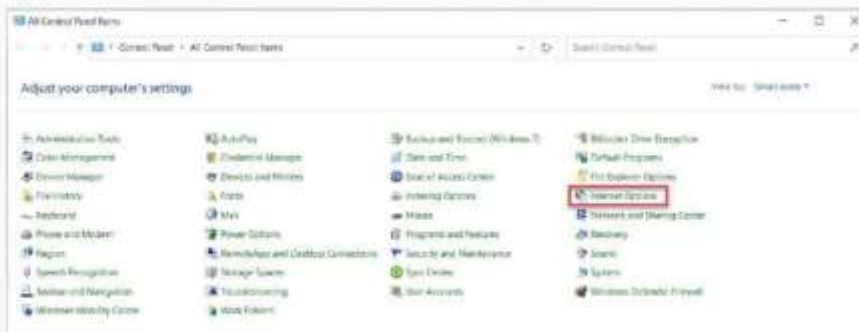 All Control Panel Items
Control Panel > All Control Panel Items
Search Control Panel
Adjust your computer's settings
View by: Small icons
Administrative Tools
AutoPlay
Backup and Restore (Windows 7)
BitLocker Drive Encryption
Color Management
Credential Manager
Date and Time
Default Programs
Device Manager
Devices and Printers
Ease of Access Center
File Explorer Options
File History
Fonts
Indexing Options
Internet Options
Keyboard
Mail
Mouse
Network and Sharing Center
Phone and Modem
Power Options
Programs and Features
Recovery
Region
RemoteApp and Desktop Connections
Security and Maintenance
Sound
Speech Recognition
Storage Spaces
Sync Center
System
Taskbar and Navigation
Troubleshooting
User Accounts
Windows Defender Firewall
Windows Mobility Center
Work Folders